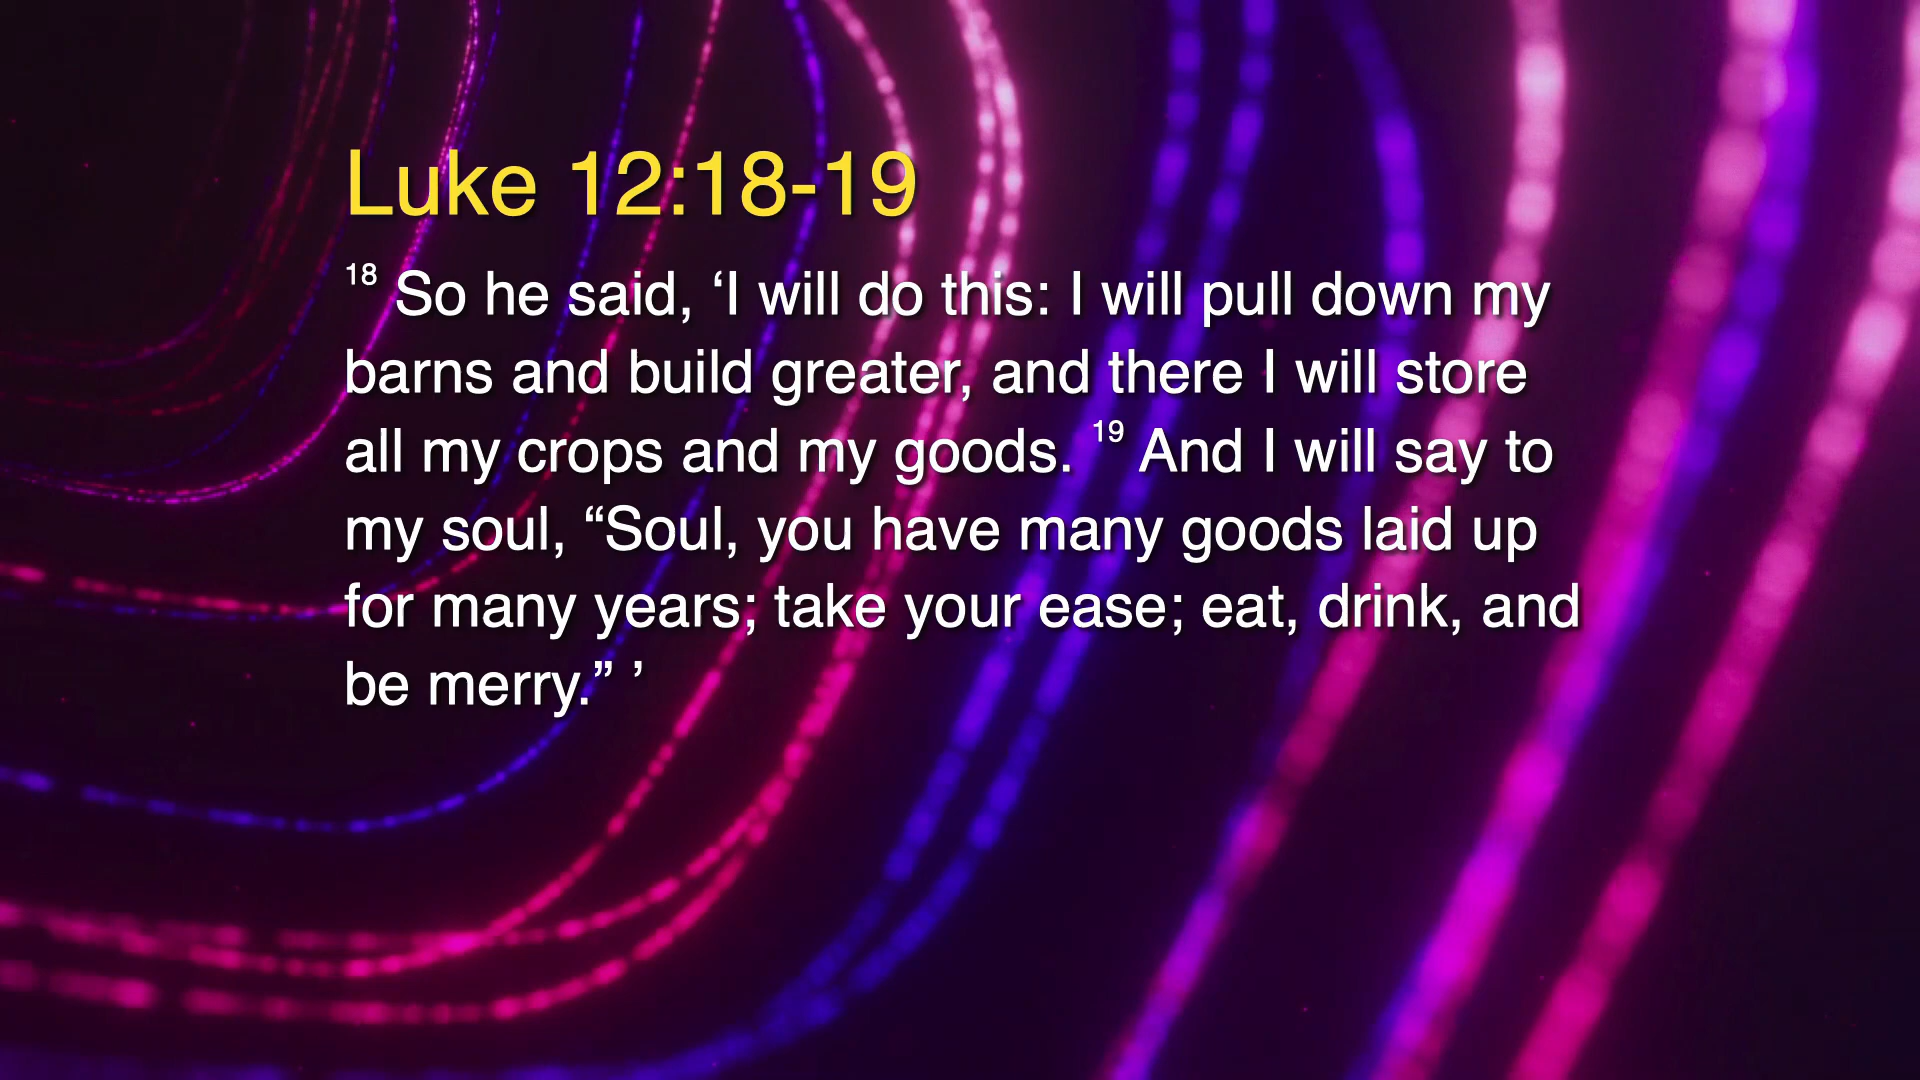 Luke 12:18-19
18 So he said, ‘I will do this: I will pull down my
barns and build greater, and there I will store
all my crops and my goods. 19 And I will say to
my soul, “Soul, you have many goods laid up
for many years; take your ease; eat, drink, and
be merry.” ’